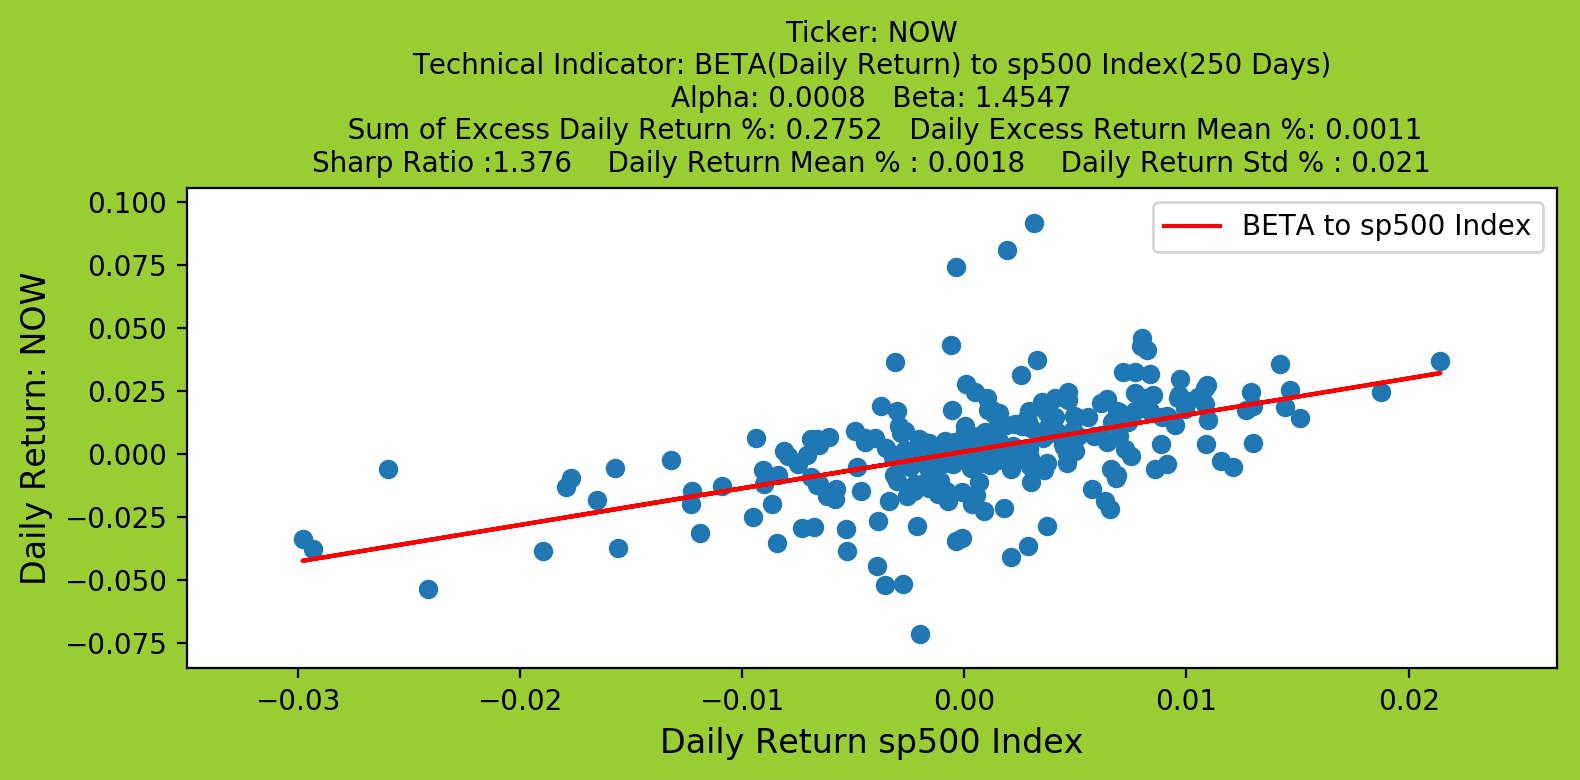 Ticker: NOW
Technical Indicator: BETA(Daily Return) to sp500 Index(250 Days)
Alpha: 0.0008   Beta: 1.4547
Sum of Excess Daily Return %: 0.2752   Daily Excess Return Mean %: 0.0011
Sharp Ratio :1.376    Daily Return Mean % : 0.0018    Daily Return Std % : 0.021
BETA to sp500 Index
Daily Return: NOW
0.100
0.075
0.050
0.025
0.000
−0.025
−0.050
−0.075
−0.03
−0.02
−0.01
0.00
0.01
0.02
Daily Return sp500 Index